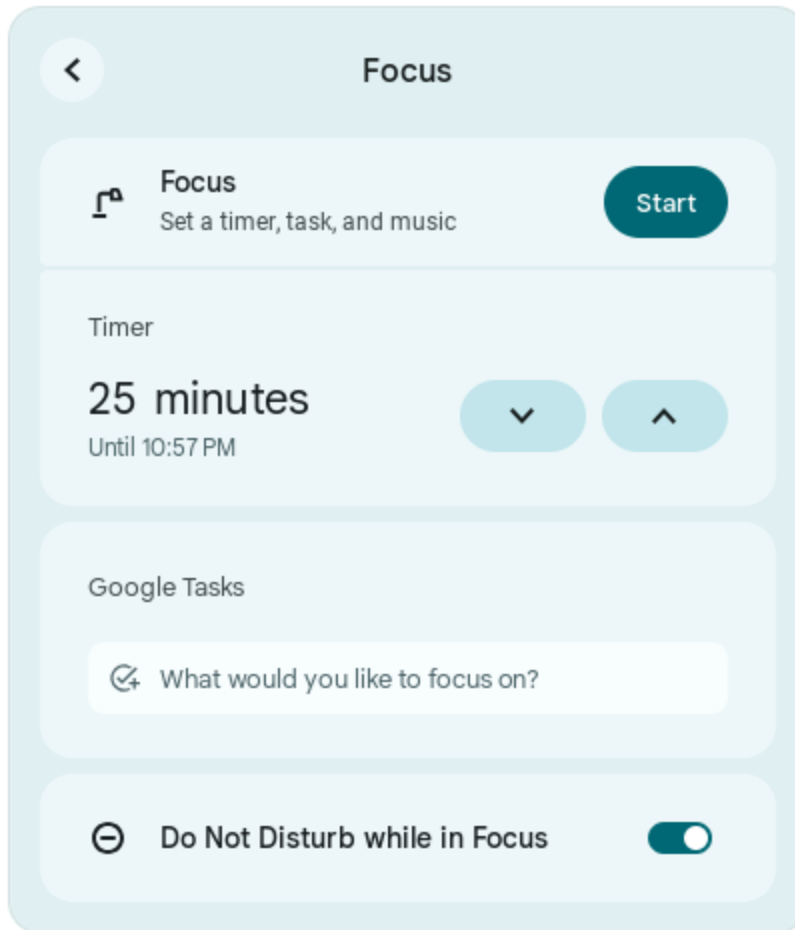 Focus
Focus
Set a timer, task, and music
Start
Timer
25 minutes
Until 10:57 PM
Google Tasks
What would you like to focus on?
Do Not Disturb while in Focus